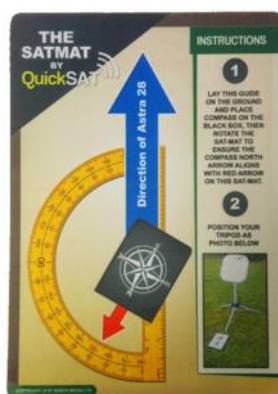 THE
SATMAT
BY
QuickSAT
Direction of Astra 28
90
INSTRUCTIONS
1
LAY THIS GUIDE
ON THE GROUND
AND PLACE
COMPASS ON THE
BLACK BOX, THEN
ROTATE THE
SAT-MAT TO
ENSURE THE
COMPASS NORTH
ARROW ALIGNS
WITH RED ARROW
ON THIS SAT-MAT.
2
POSITION YOUR
TRIPOD AS
PHOTO BELOW